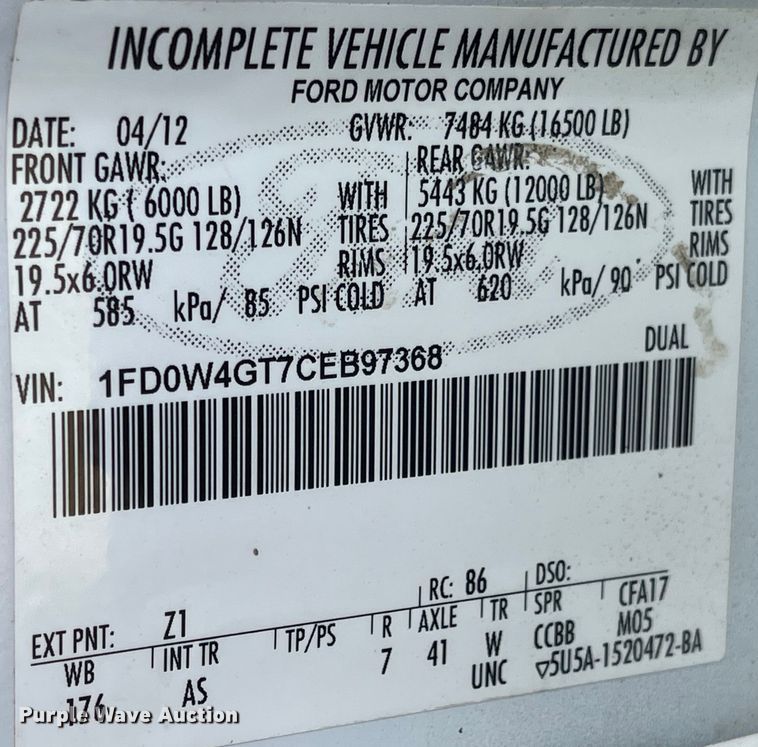 INCOMPLETE VEHICLE MANUFACTURED BY
FORD MOTOR COMPANY
DATE: 04/12 GVWR: 7484 KG (16500 LB)
FRONT GAWR: REAR GAWR:
2722 KG ( 6000 LB) WITH 5443 KG (12000 LB) WITH
225/70R19.5G 128/126N TIRES 225/70R19.5G 128/126N TIRES
19.5x6.0RW RIMS 19.5x6.0RW RIMS
AT 585 kPa/ 85 PSI COLD AT 620 kPa/ 90 PSI COLD
VIN: 1FD0W4GT7CEB97368 DUAL
EXT PNT: Z1 RC: 86 DSO:
WB INT TR TP/PS R AXLE TR SPR CFA17
176 AS 7 41 W CCBB M05
UNC ▽5U5A-1520472-BA
Purple Wave Auction